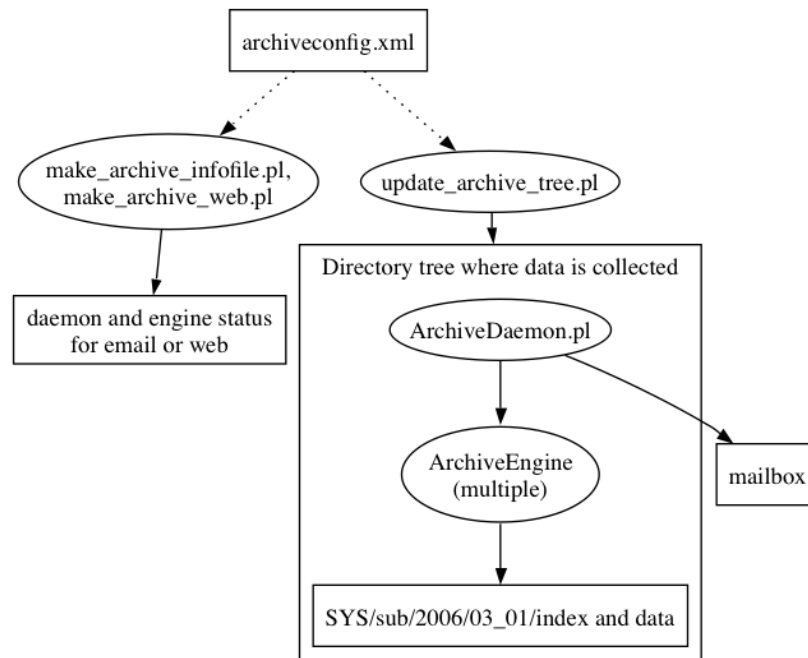 archiveconfig.xml
make_archive_infofile.pl,
make_archive_web.pl
update_archive_tree.pl
Directory tree where data is collected
daemon and engine status
for email or web
ArchiveDaemon.pl
ArchiveEngine
(multiple)
mailbox
SYS/sub/2006/03_01/index and data